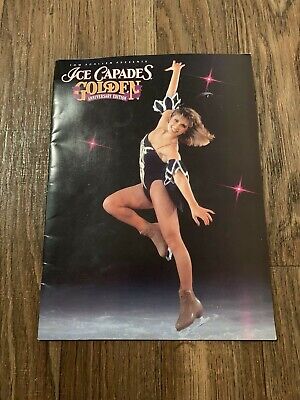 TOM SCALLEN PRESENTS
ICE CAPADES
GOLDEN
ANNIVERSARY EDITION